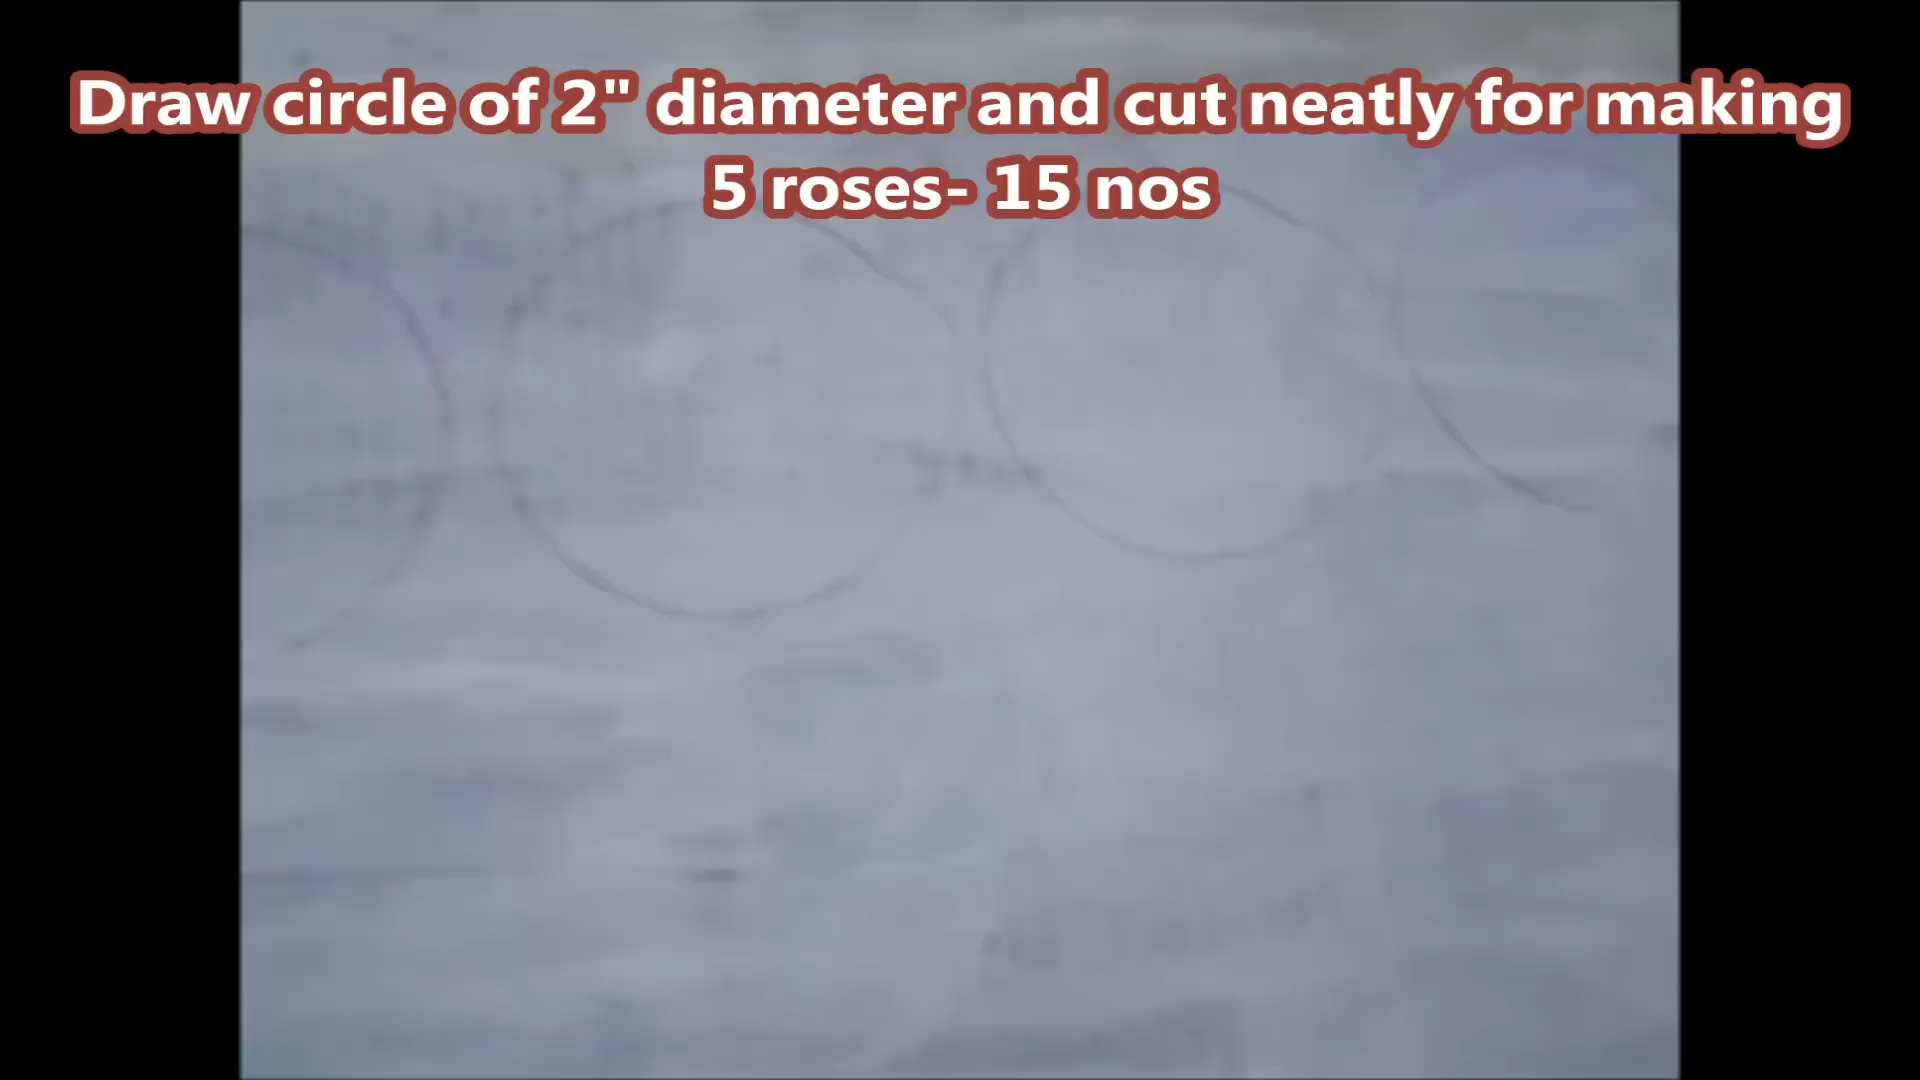 Draw circle of 2" diameter and cut neatly for making
5 roses- 15 nos